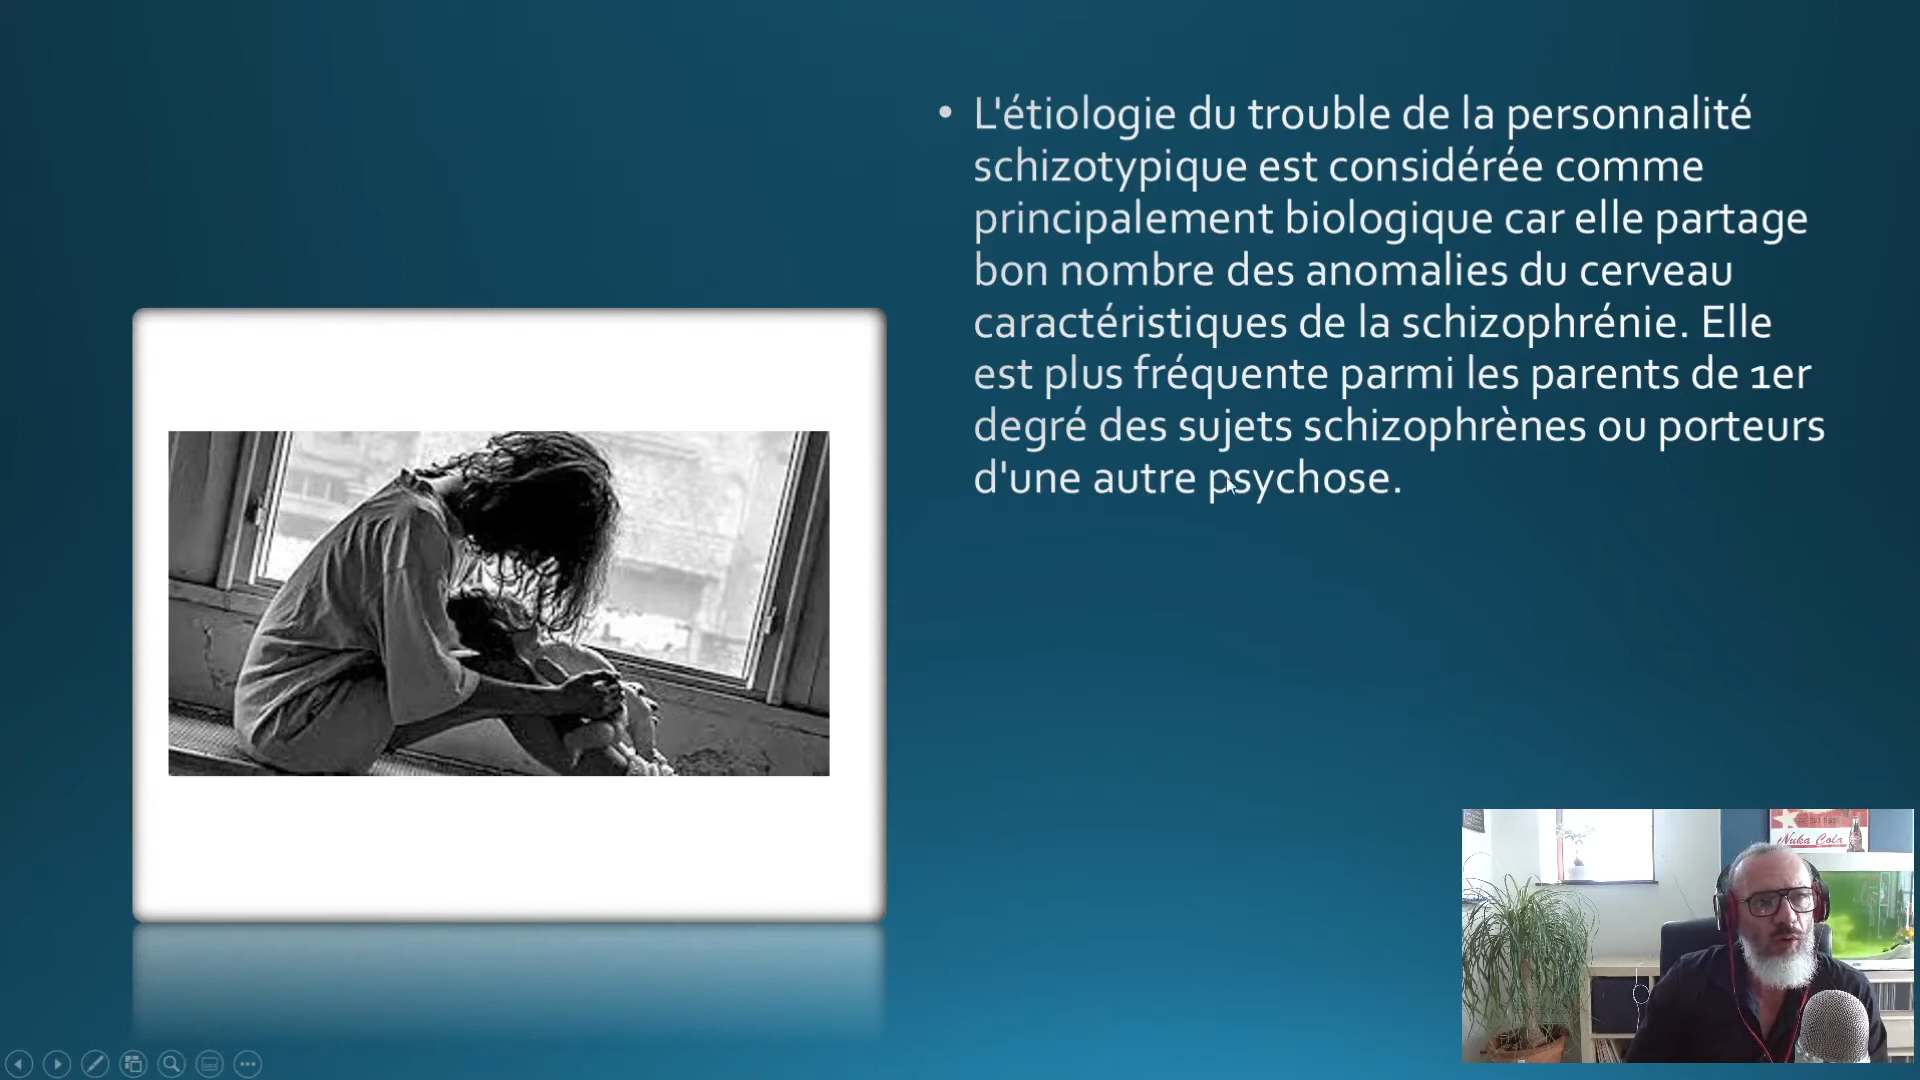 • L'étiologie du trouble de la personnalité
schizotypique est considérée comme
principalement biologique car elle partage
bon nombre des anomalies du cerveau
caractéristiques de la schizophrénie. Elle
est plus fréquente parmi les parents de 1er
degré des sujets schizophrènes ou porteurs
d'une autre psychose.
Nuka Cola